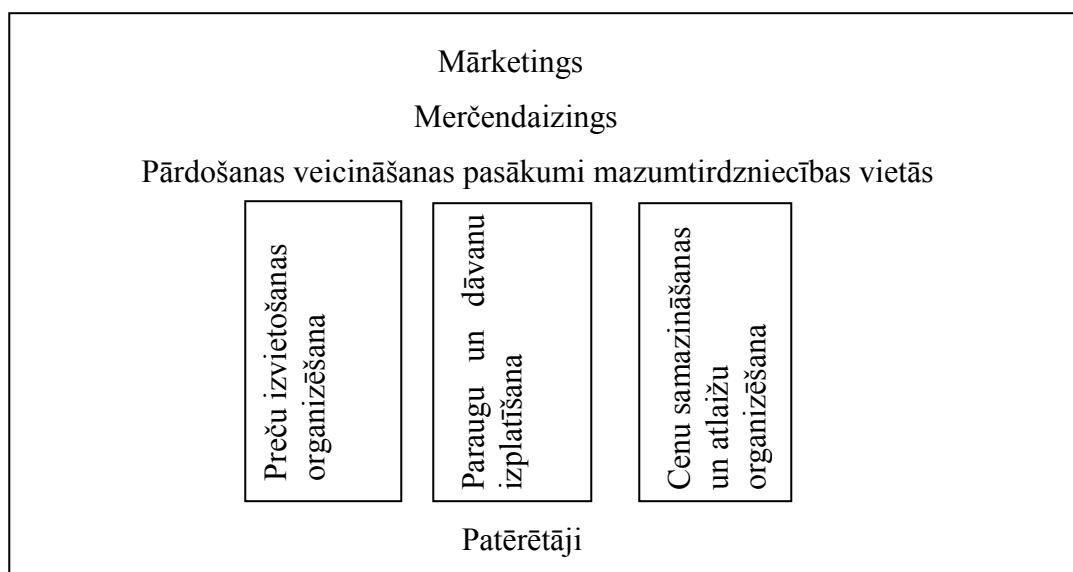 Mārketings
Merčendaizings
Pārdošanas veicināšanas pasākumi mazumtirdzniecības vietās
Preču izvietošanas
organizēšana
Paraugu un dāvanu
izplatīšana
Cenu samazināšanas
un atlaižu
organizēšana
Patērētāji